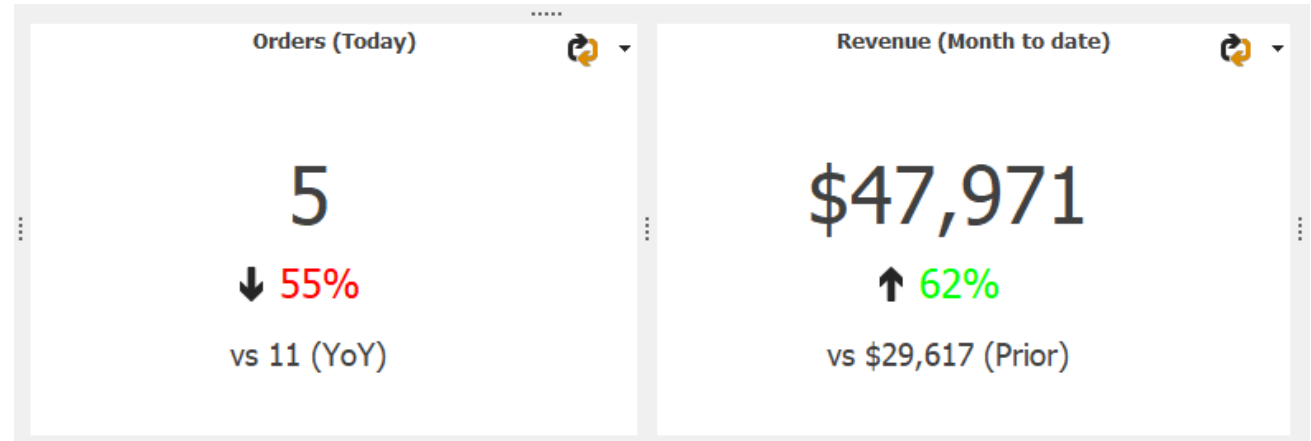 Orders (Today)
5
55%
vs 11 (YoY)
Revenue (Month to date)
$47,971
62%
vs $29,617 (Prior)